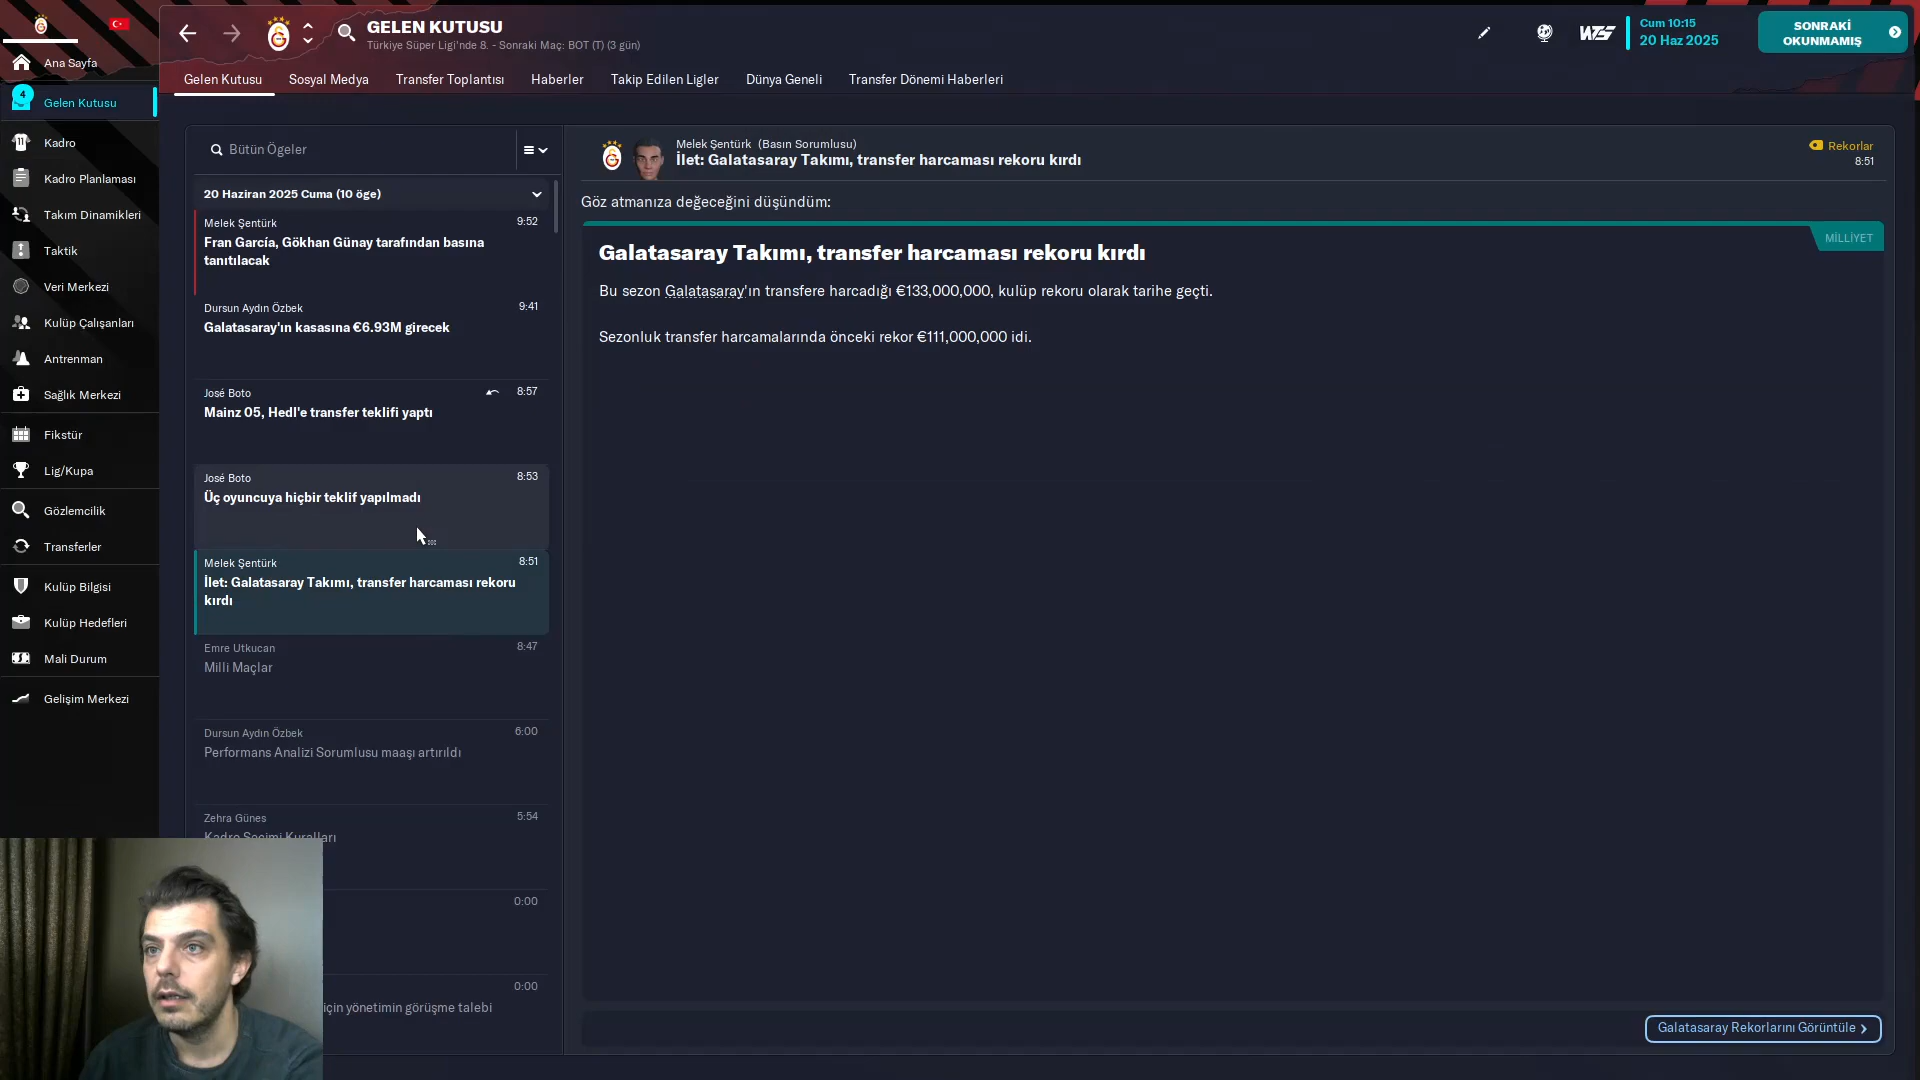 GELEN KUTUSU
Türkiye Süper Ligi'nde 8. - Sonraki Maç: BOT (T) (3 gün)
Cum 10:15
20 Haz 2025
SONRAKİ
OKUNMAMIŞ
Gelen Kutusu
Sosyal Medya
Transfer Toplantısı
Haberler
Takip Edilen Ligler
Dünya Geneli
Transfer Dönemi Haberleri
Ana Sayfa
4
Gelen Kutusu
Kadro
Kadro Planlaması
Takım Dinamikleri
Taktik
Veri Merkezi
Kulüp Çalışanları
Antrenman
Sağlık Merkezi
Fikstür
Lig/Kupa
Gözlemcilik
Transferler
Kulüp Bilgisi
Kulüp Hedefleri
Mali Durum
Gelişim Merkezi
Bütün Ögeler
20 Haziran 2025 Cuma (10 öge)
Melek Şentürk 9:52
Fran García, Gökhan Günay tarafından basına
tanıtılacak
Dursun Aydın Özbek 9:41
Galatasaray'ın kasasına €6.93M girecek
José Boto 8:57
Mainz 05, Hedl'e transfer teklifi yaptı
José Boto 8:53
Üç oyuncuya hiçbir teklif yapılmadı
Melek Şentürk 8:51
İlet: Galatasaray Takımı, transfer harcaması rekoru
kırdı
Emre Utkucan 8:47
Milli Maçlar
Dursun Aydın Özbek 6:00
Performans Analizi Sorumlusu maaşı artırıldı
Zehra Günes 5:54
Kadro Seçimi Kuralları
0:00
0:00
için yönetimin görüşme talebi
Melek Şentürk (Basın Sorumlusu)
İlet: Galatasaray Takımı, transfer harcaması rekoru kırdı
Rekorlar
8:51
Göz atmanıza değeceğini düşündüm:
MİLLİYET
Galatasaray Takımı, transfer harcaması rekoru kırdı
Bu sezon Galatasaray'ın transfere harcadığı €133,000,000, kulüp rekoru olarak tarihe geçti.
Sezonluk transfer harcamalarında önceki rekor €111,000,000 idi.
Galatasaray Rekorlarını Görüntüle